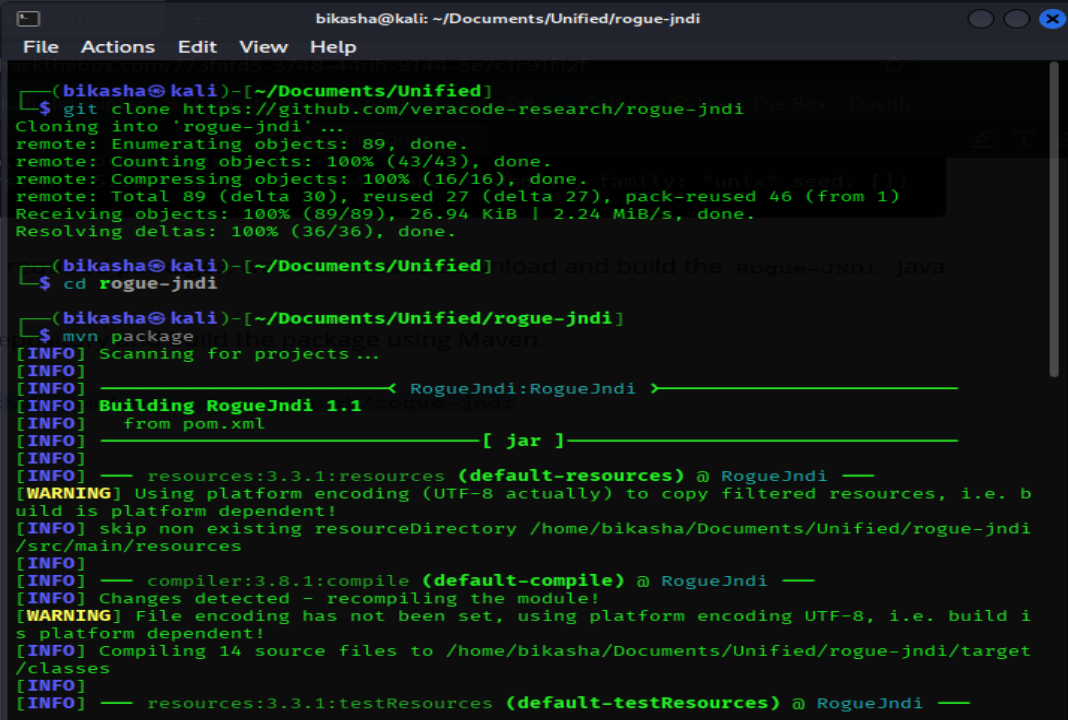 bikasha@kali: ~/Documents/Unified/rogue-jndi
File Actions Edit View Help
┌──(bikasha㉿kali)-[~/Documents/Unified]
└─$ git clone https://github.com/veracode-research/rogue-jndi
Cloning into 'rogue-jndi'...
remote: Enumerating objects: 89, done.
remote: Counting objects: 100% (43/43), done.
remote: Compressing objects: 100% (16/16), done.
remote: Total 89 (delta 30), reused 27 (delta 27), pack-reused 46 (from 1)
Receiving objects: 100% (89/89), 26.94 KiB | 2.24 MiB/s, done.
Resolving deltas: 100% (36/36), done.
┌──(bikasha㉿kali)-[~/Documents/Unified]
└─$ cd rogue-jndi
┌──(bikasha㉿kali)-[~/Documents/Unified/rogue-jndi]
└─$ mvn package
[INFO] Scanning for projects...
[INFO]
[INFO] ────────────────────────< RogueJndi:RogueJndi >─────────────────────────
[INFO] Building RogueJndi 1.1
[INFO]   from pom.xml
[INFO] ────────────────────────────────[ jar ]─────────────────────────────────
[INFO]
[INFO] ─── resources:3.3.1:resources (default-resources) @ RogueJndi ───
[WARNING] Using platform encoding (UTF-8 actually) to copy filtered resources, i.e. b
uild is platform dependent!
[INFO] skip non existing resourceDirectory /home/bikasha/Documents/Unified/rogue-jndi
/src/main/resources
[INFO]
[INFO] ─── compiler:3.8.1:compile (default-compile) @ RogueJndi ───
[INFO] Changes detected - recompiling the module!
[WARNING] File encoding has not been set, using platform encoding UTF-8, i.e. build i
s platform dependent!
[INFO] Compiling 14 source files to /home/bikasha/Documents/Unified/rogue-jndi/target
/classes
[INFO]
[INFO] ─── resources:3.3.1:testResources (default-testResources) @ RogueJndi ───